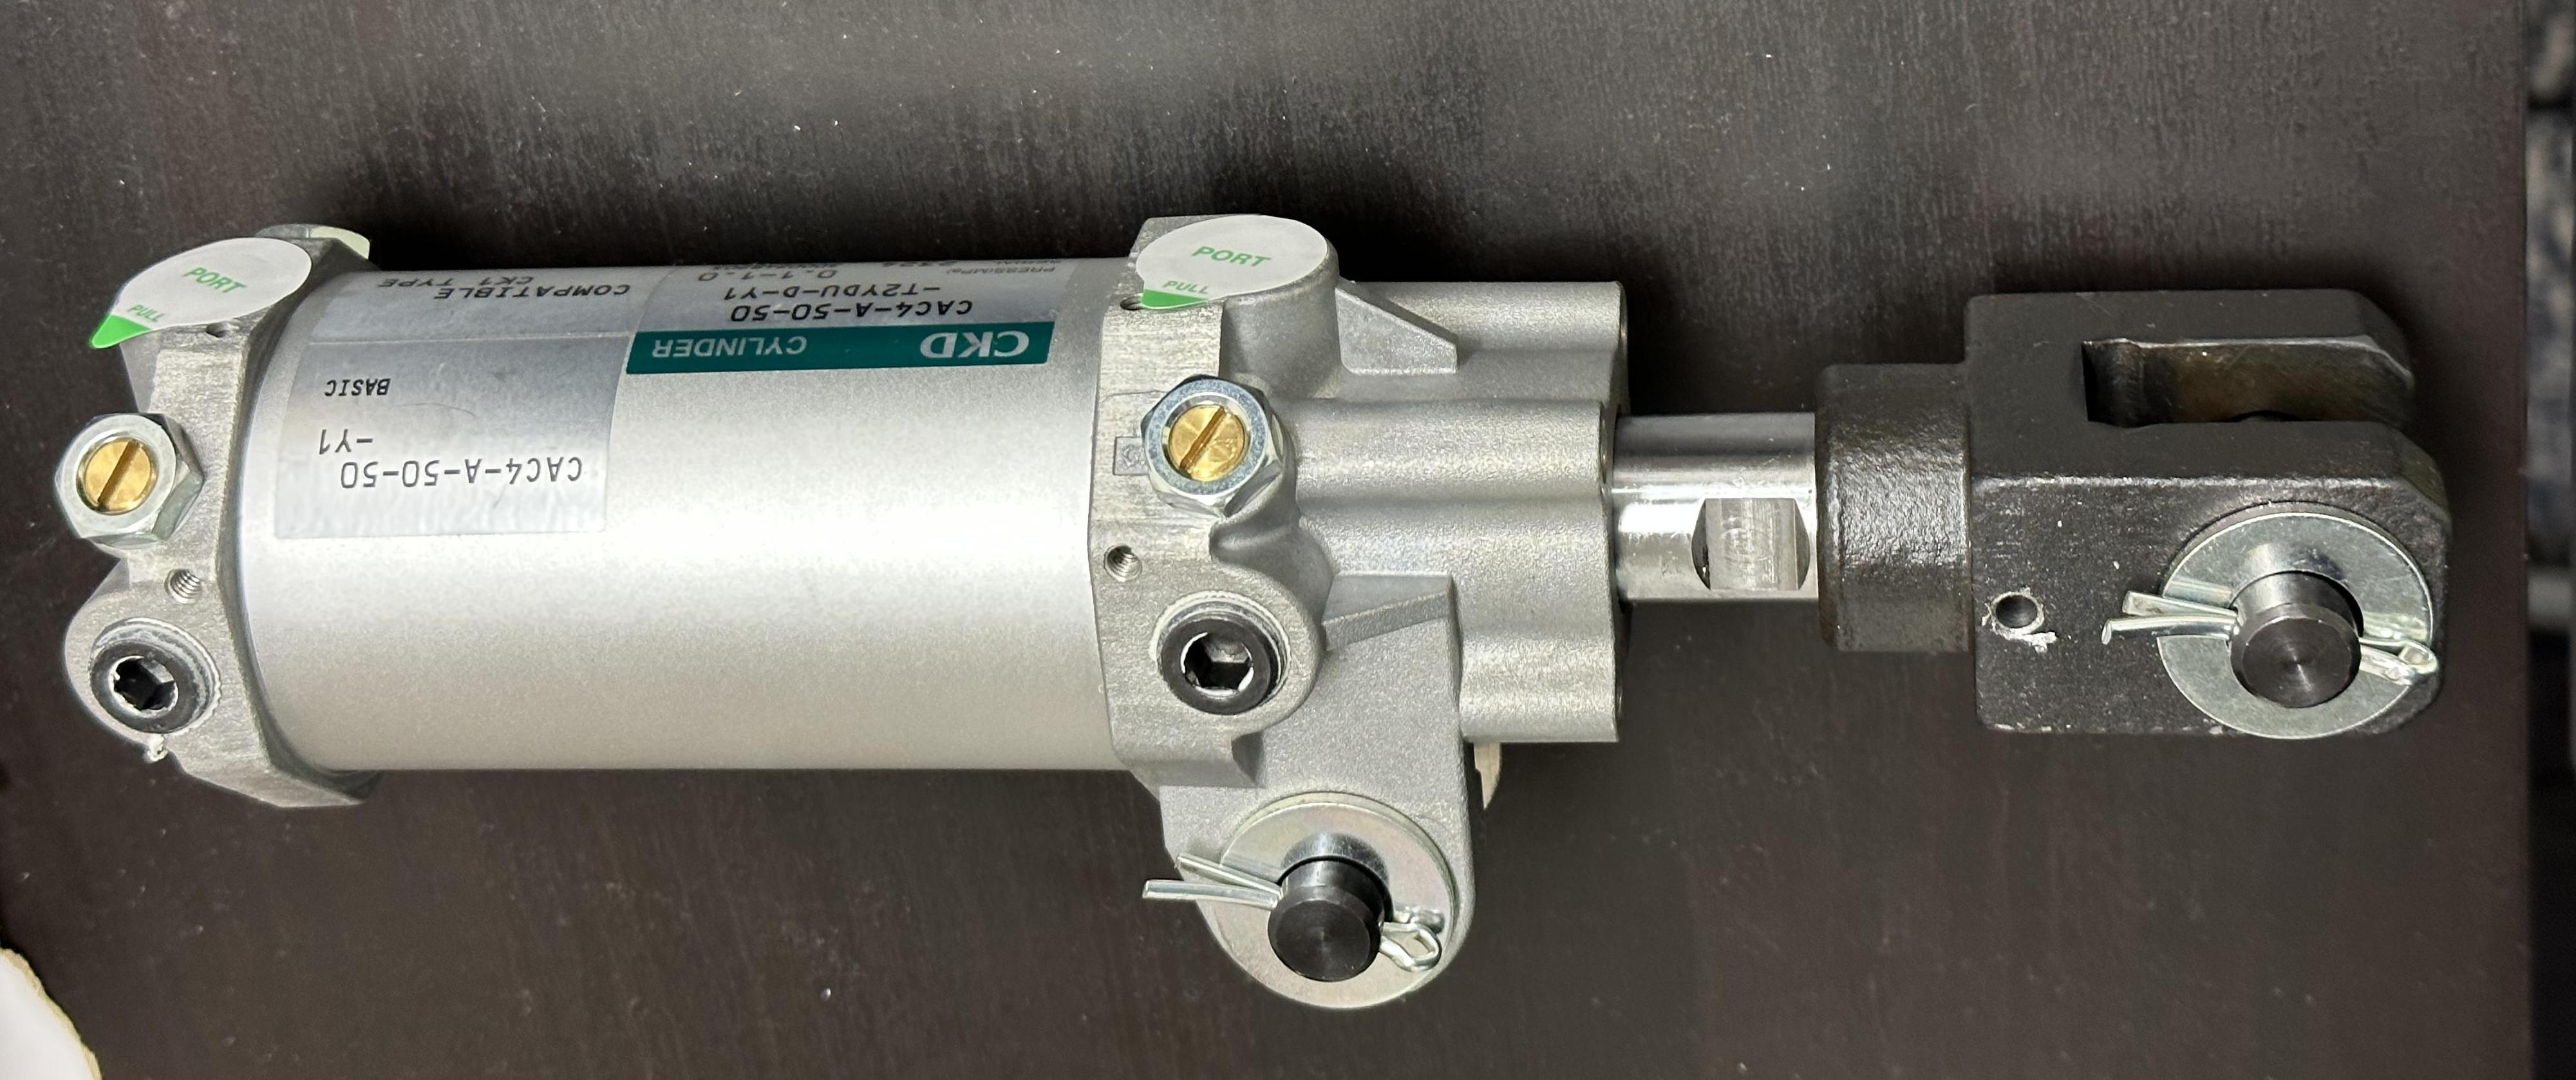 CKD CYLINDER
CAC4-A-50-50
-T2YDU-D-Y1
PRESS(MPa) 0.1-1.0
CAC4-A-50-50
-Y1
BASIC
COMPATIBLE
CK1 TYPE
PORT
PULL
PORT
PULL